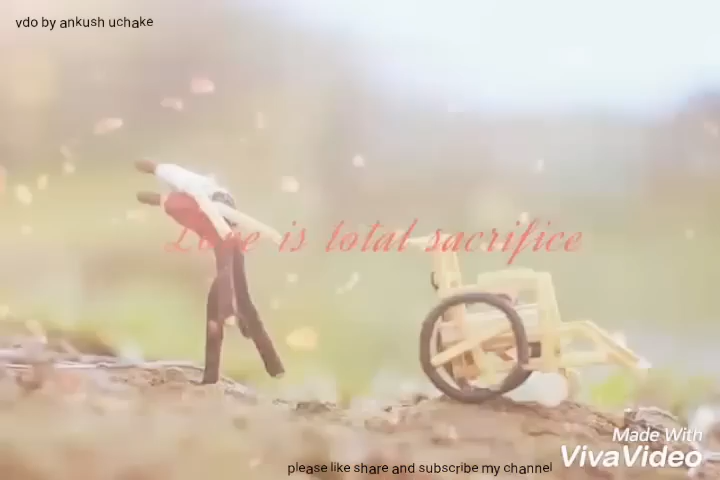 vdo by ankush uchake
Love is total sacrifice
Made With
VivaVideo
please like share and subscribe my channel